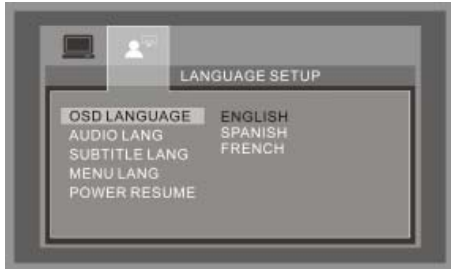 LANGUAGE SETUP
OSD LANGUAGE ENGLISH
AUDIO LANG SPANISH
SUBTITLE LANG FRENCH
MENU LANG
POWER RESUME